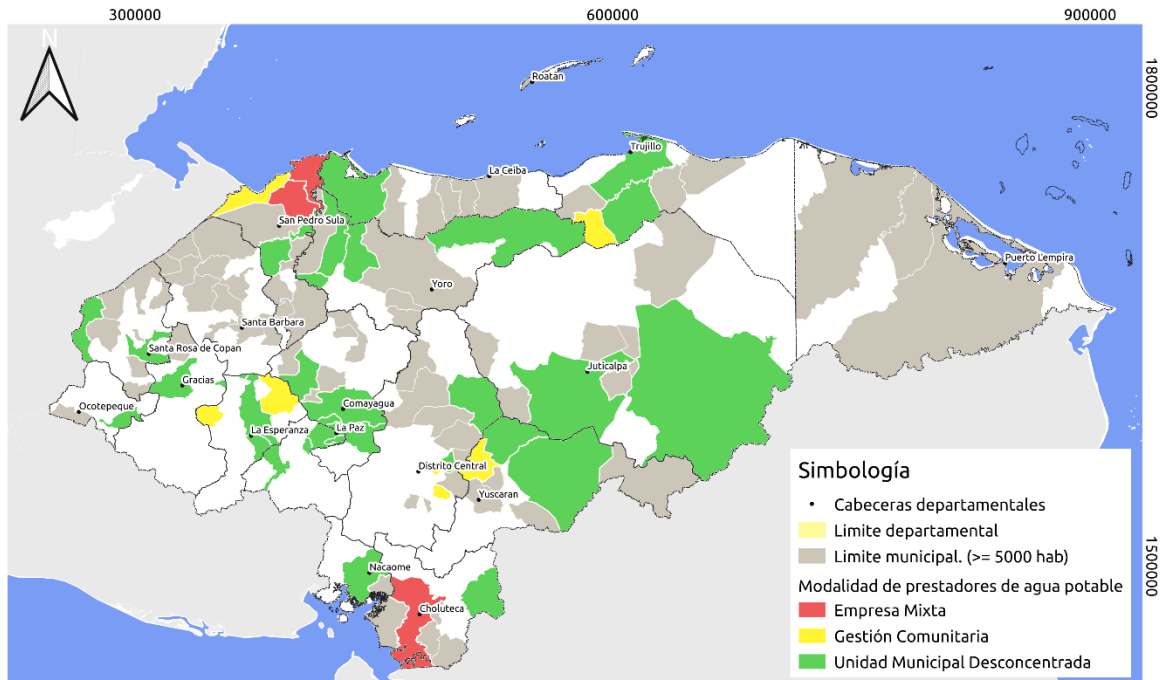 300000
600000
900000
N
1800000
Roatan
Trujillo
La Ceiba
San Pedro Sula
Puerto Lempira
Yoro
Santa Barbara
Santa Rosa de Copan
Juticalpa
Gracias
Ocotepeque
Comayagua
La Esperanza
La Paz
Distrito Central
Yuscaran
Nacaome
Choluteca
1500000
Simbología
Cabeceras departamentales
Limite departamental
Limite municipal. (>= 5000 hab)
Modalidad de prestadores de agua potable
Empresa Mixta
Gestión Comunitaria
Unidad Municipal Desconcentrada